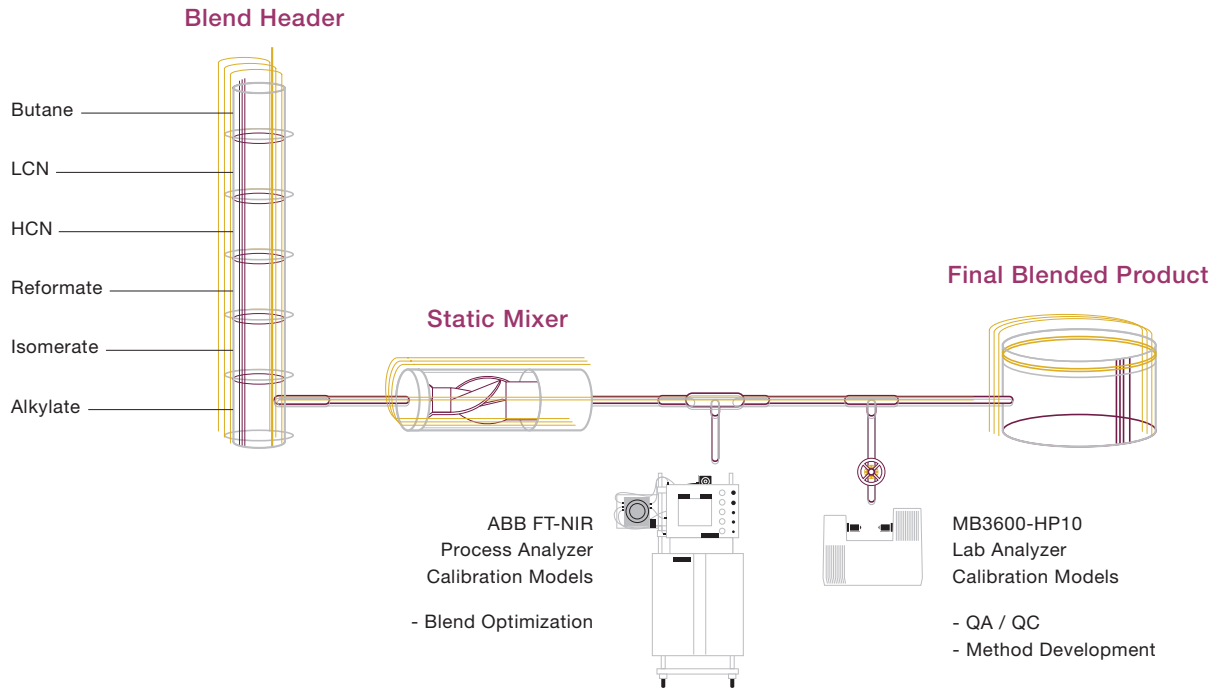 Blend Header
Butane
LCN
HCN
Reformate
Isomerate
Alkylate
Static Mixer
Final Blended Product
ABB FT-NIR
Process Analyzer
Calibration Models
- Blend Optimization
MB3600-HP10
Lab Analyzer
Calibration Models
- QA / QC
- Method Development